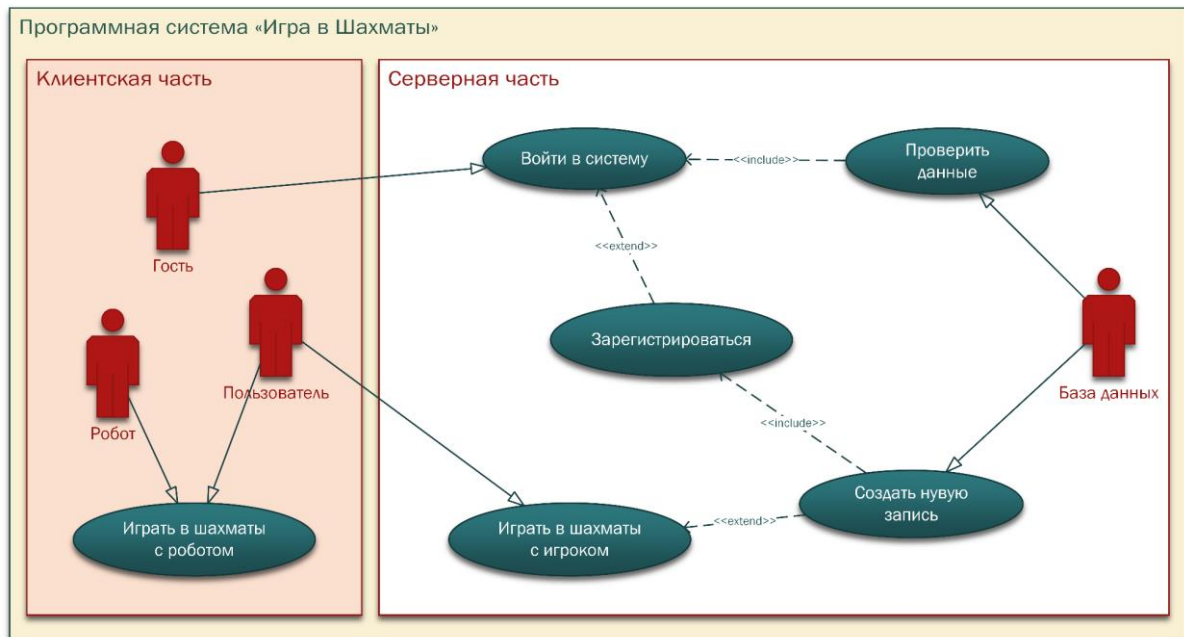 Программная система «Игра в Шахматы»
Клиентская часть
Серверная часть
Войти в систему
<<include>>
Проверить
данные
Гость
<<extend>>
Зарегистрироваться
Пользователь
База данных
Робот
<<include>>
Играть в шахматы
с роботом
Играть в шахматы
с игроком
<<extend>>
Создать нувую
запись